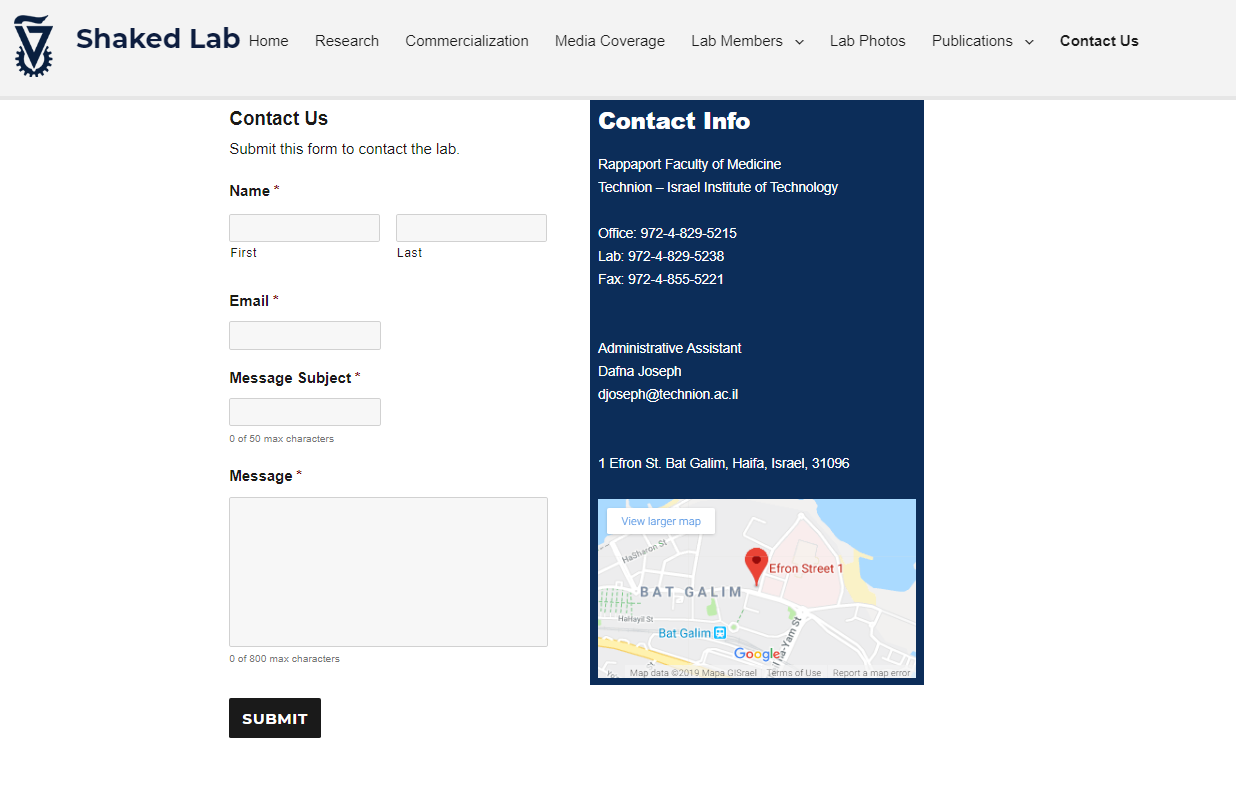 Shaked Lab
Home Research Commercialization Media Coverage Lab Members Lab Photos Publications Contact Us
Contact Us
Submit this form to contact the lab.
Name *
First Last
Email *
Message Subject *
0 of 50 max characters
Message *
0 of 800 max characters
SUBMIT
Contact Info
Rappaport Faculty of Medicine
Technion – Israel Institute of Technology
Office: 972-4-829-5215
Lab: 972-4-829-5238
Fax: 972-4-855-5221
Administrative Assistant
Dafna Joseph
djoseph@technion.ac.il
1 Efron St. Bat Galim, Haifa, Israel, 31096
View larger map
HaSharon St
Efron Street 1
BAT GALIM
HaHayil St
Bat Galim
Google
Map data ©2019 Mapa GISrael Terms of Use Report a map error